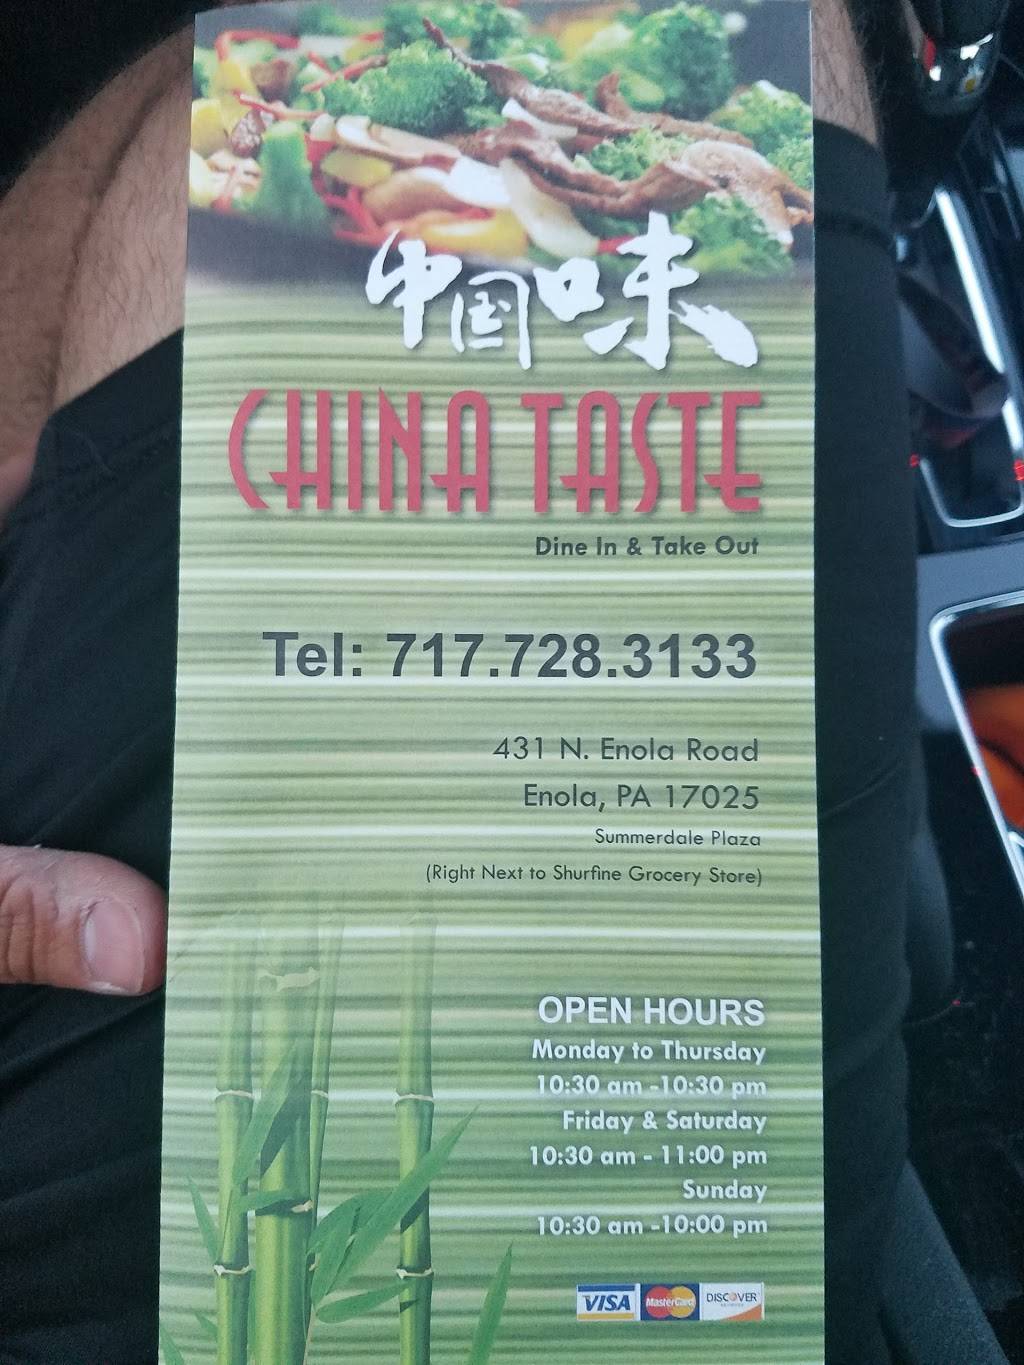 中国味
CHINA TASTE
Dine In & Take Out
Tel: 717.728.3133
431 N. Enola Road
Enola, PA 17025
Summerdale Plaza
(Right Next to Shurfine Grocery Store)
OPEN HOURS
Monday to Thursday
10:30 am -10:30 pm
Friday & Saturday
10:30 am - 11:00 pm
Sunday
10:30 am -10:00 pm
VISA MasterCard DISCOVER